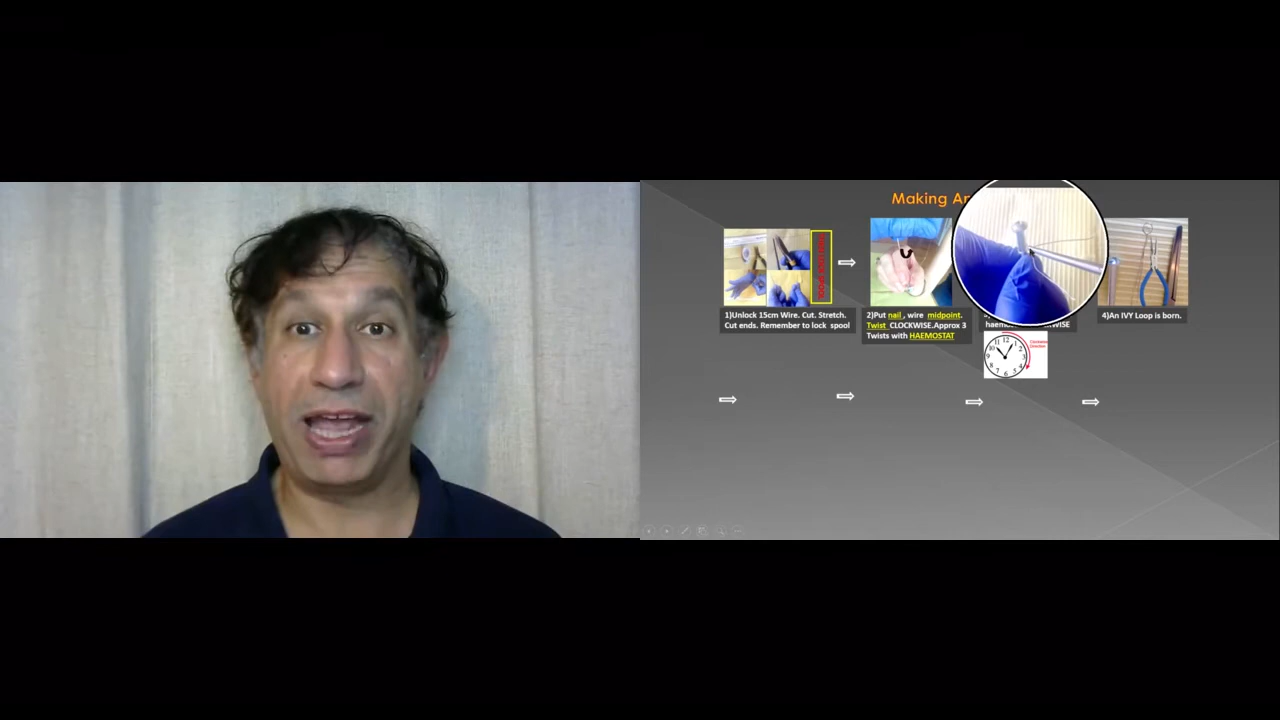 Making An
1)Unlock 15cm Wire. Cut. Stretch.
Cut ends. Remember to lock spool
2)Put nail , wire midpoint.
Twist CLOCKWISE.Approx 3
Twists with HAEMOSTAT
4)An IVY Loop is born.